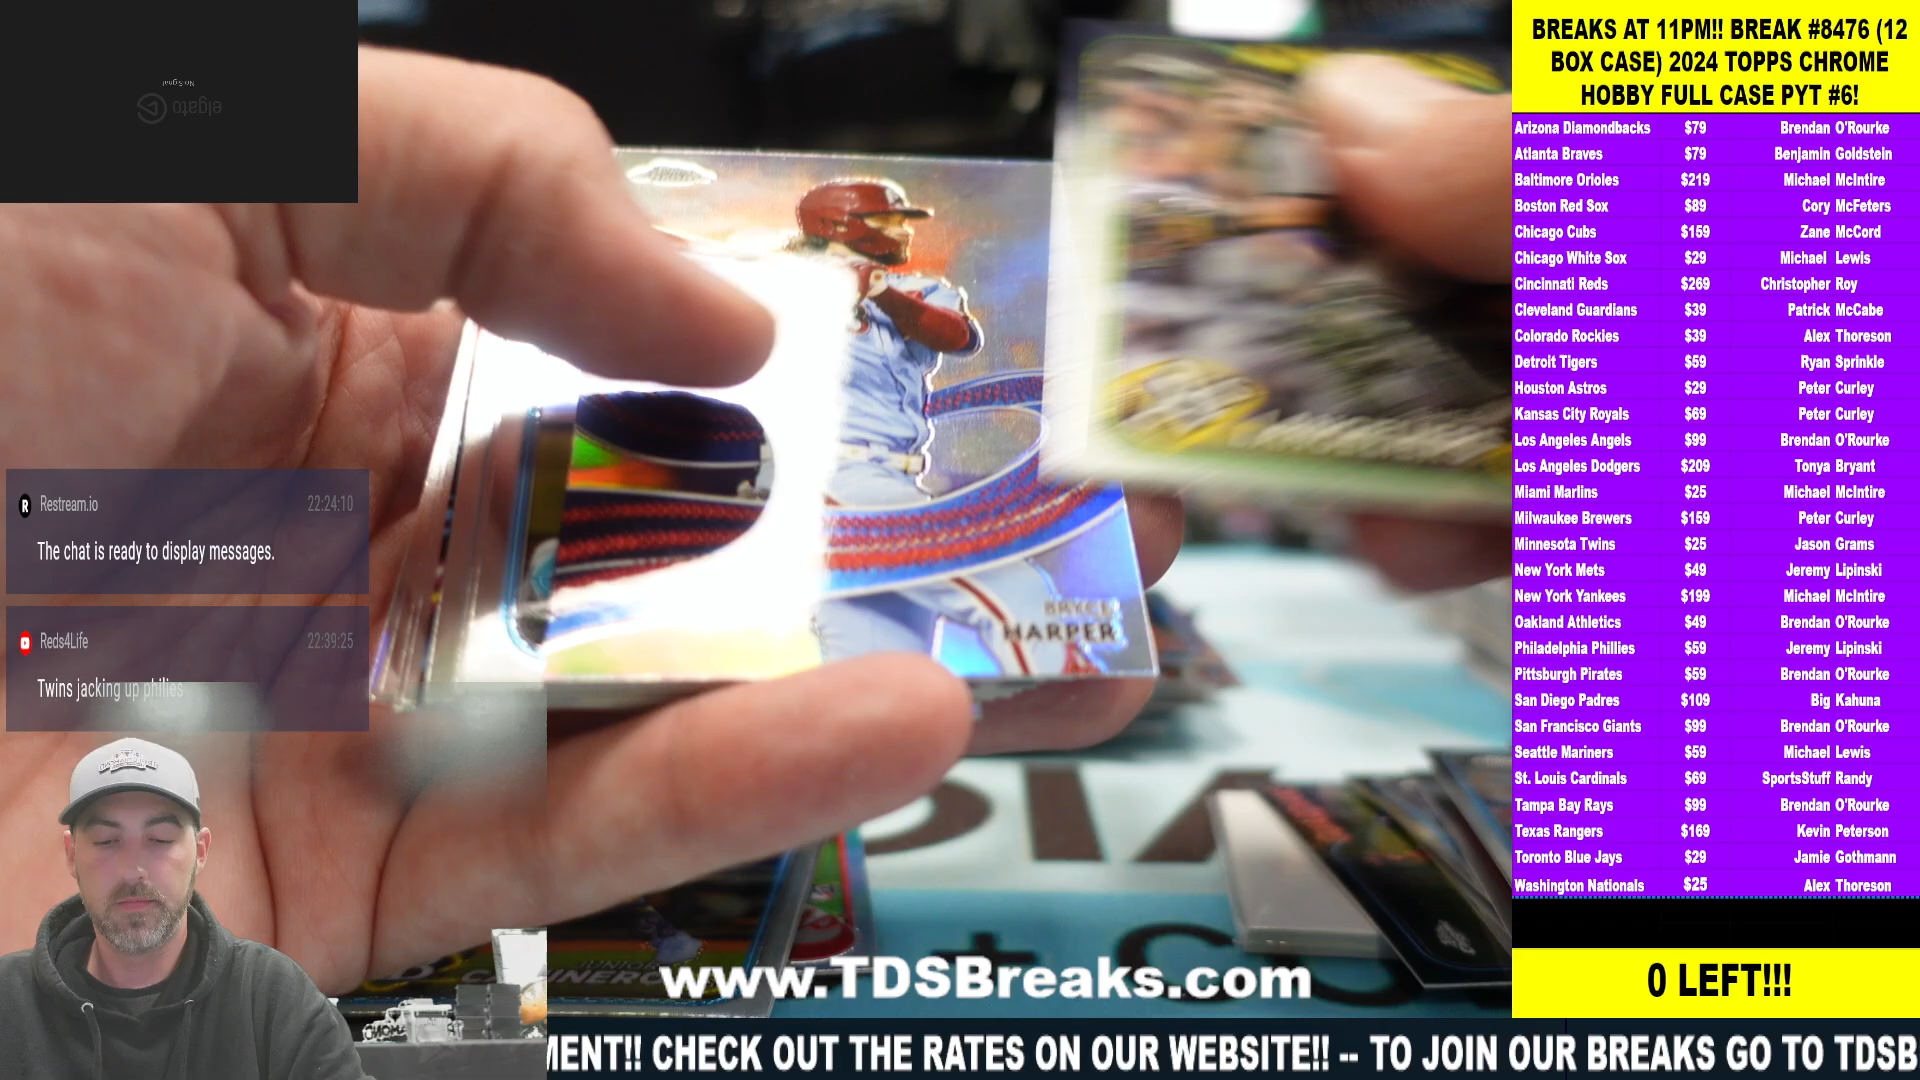 No Signal
elgato
Restream.io 22:24:10
The chat is ready to display messages.
Reds4Life 22:39:25
Twins jacking up philies
BRYCE
HARPER
www.TDSBreaks.com
MENT!! CHECK OUT THE RATES ON OUR WEBSITE!! -- TO JOIN OUR BREAKS GO TO TDSB
BREAKS AT 11PM!! BREAK #8476 (12
BOX CASE) 2024 TOPPS CHROME
HOBBY FULL CASE PYT #6!
Arizona Diamondbacks $79 Brendan O'Rourke
Atlanta Braves $79 Benjamin Goldstein
Baltimore Orioles $219 Michael McIntire
Boston Red Sox $89 Cory McFeters
Chicago Cubs $159 Zane McCord
Chicago White Sox $29 Michael Lewis
Cincinnati Reds $269 Christopher Roy
Cleveland Guardians $39 Patrick McCabe
Colorado Rockies $39 Alex Thoreson
Detroit Tigers $59 Ryan Sprinkle
Houston Astros $29 Peter Curley
Kansas City Royals $69 Peter Curley
Los Angeles Angels $99 Brendan O'Rourke
Los Angeles Dodgers $209 Tonya Bryant
Miami Marlins $25 Michael McIntire
Milwaukee Brewers $159 Peter Curley
Minnesota Twins $25 Jason Grams
New York Mets $49 Jeremy Lipinski
New York Yankees $199 Michael McIntire
Oakland Athletics $49 Brendan O'Rourke
Philadelphia Phillies $59 Jeremy Lipinski
Pittsburgh Pirates $59 Brendan O'Rourke
San Diego Padres $109 Big Kahuna
San Francisco Giants $99 Brendan O'Rourke
Seattle Mariners $59 Michael Lewis
St. Louis Cardinals $69 SportsStuff Randy
Tampa Bay Rays $99 Brendan O'Rourke
Texas Rangers $169 Kevin Peterson
Toronto Blue Jays $29 Jamie Gothmann
Washington Nationals $25 Alex Thoreson
0 LEFT!!!